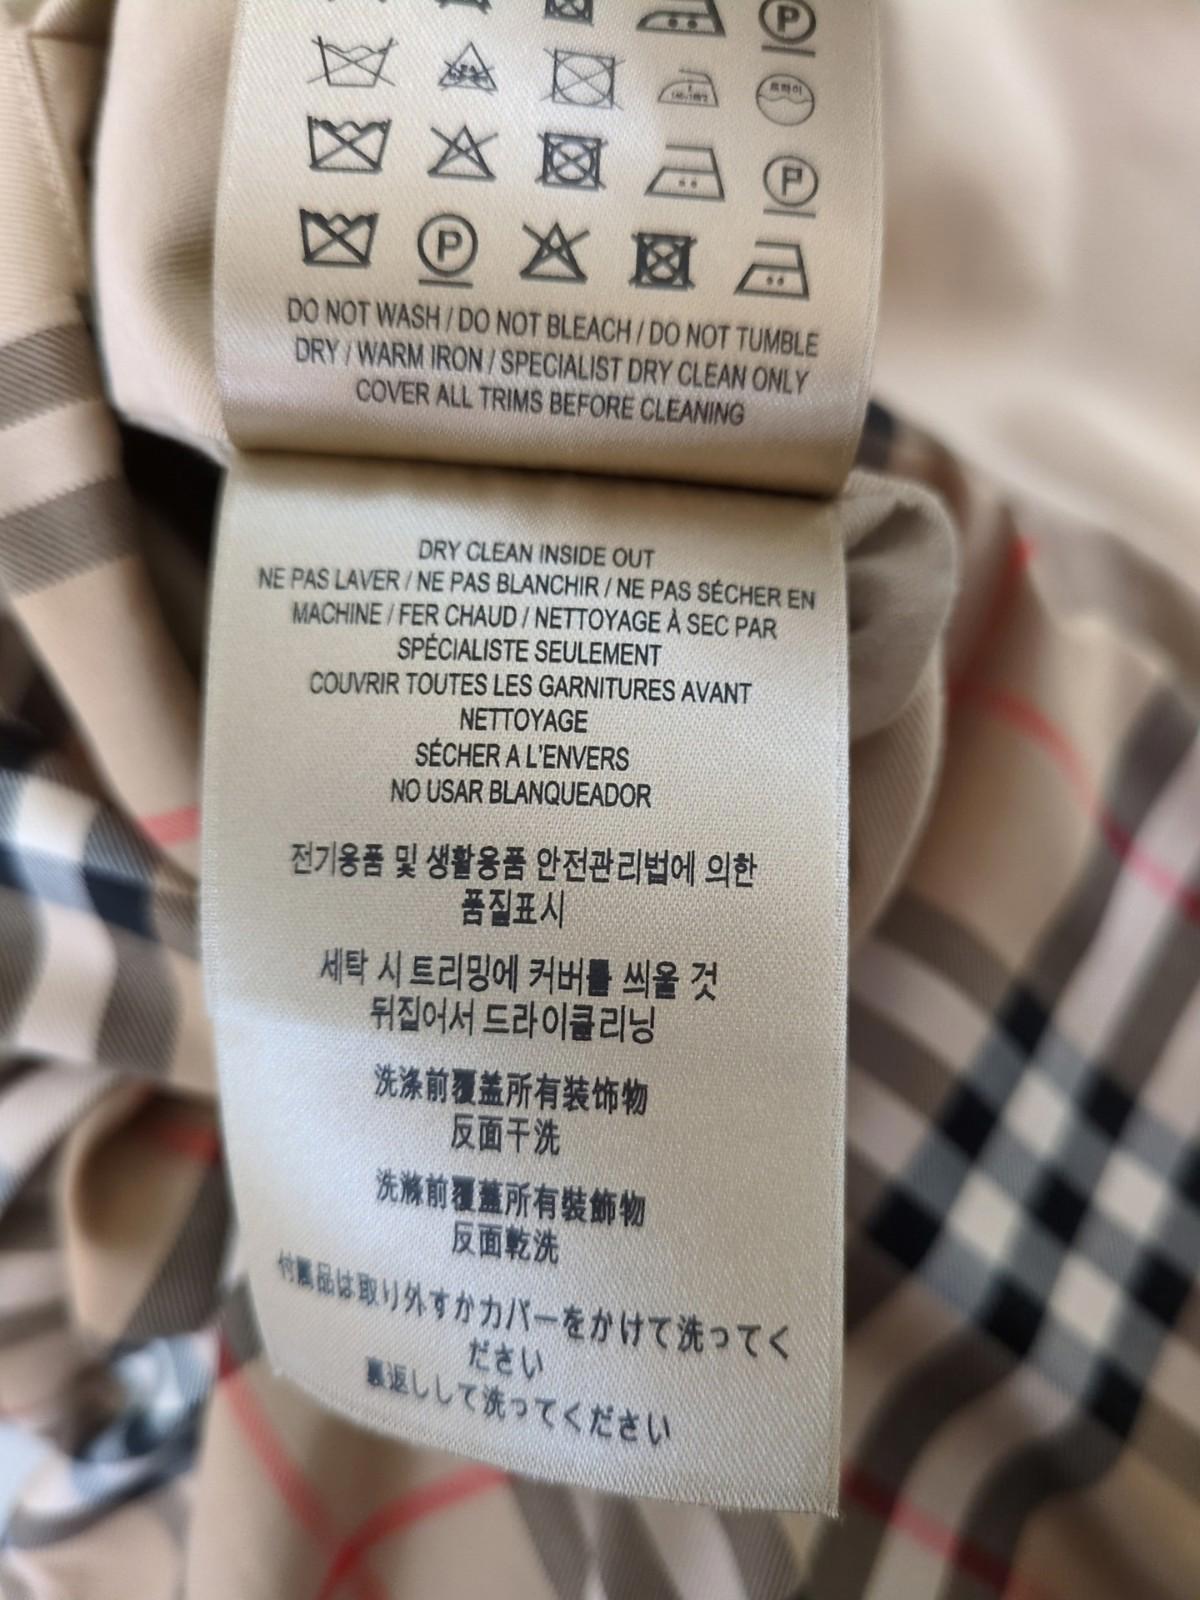 P
트라이
P
P
DO NOT WASH / DO NOT BLEACH / DO NOT TUMBLE
DRY / WARM IRON / SPECIALIST DRY CLEAN ONLY
COVER ALL TRIMS BEFORE CLEANING
DRY CLEAN INSIDE OUT
NE PAS LAVER / NE PAS BLANCHIR / NE PAS SÉCHER EN
MACHINE / FER CHAUD / NETTOYAGE À SEC PAR
SPÉCIALISTE SEULEMENT
COUVRIR TOUTES LES GARNITURES AVANT
NETTOYAGE
SÉCHER A L'ENVERS
NO USAR BLANQUEADOR
전기용품 및 생활용품 안전관리법에 의한
품질표시
세탁 시 트리밍에 커버를 씌울 것
뒤집어서 드라이클리닝
洗涤前覆盖所有装饰物
反面干洗
洗滌前覆蓋所有裝飾物
反面乾洗
付属品は取り外すかカバーをかけて洗ってく
ださい
裏返しして洗ってください